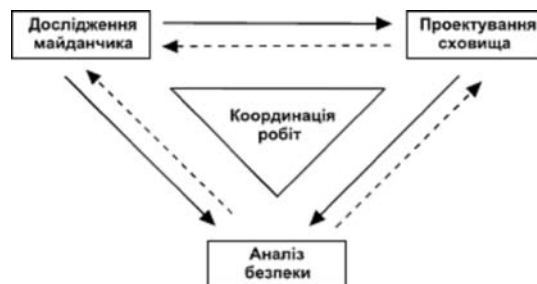 Дослідження
майданчика
Проектування
сховища
Координація
робіт
Аналіз
безпеки